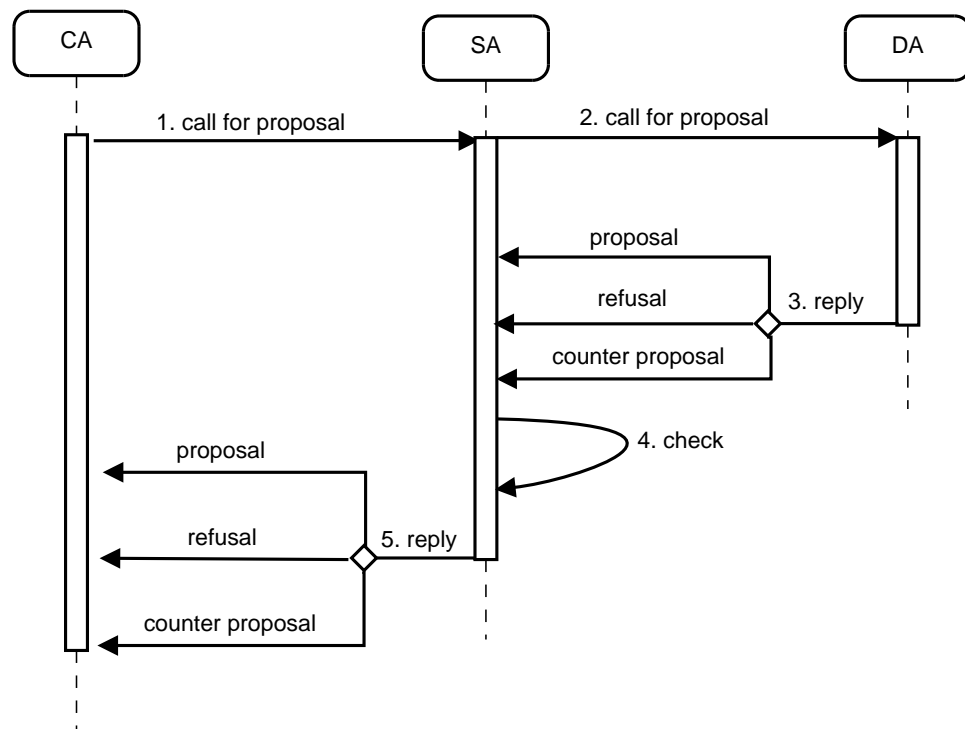 CA
SA
DA
1. call for proposal
2. call for proposal
proposal
refusal
3. reply
counter proposal
4. check
proposal
refusal
5. reply
counter proposal